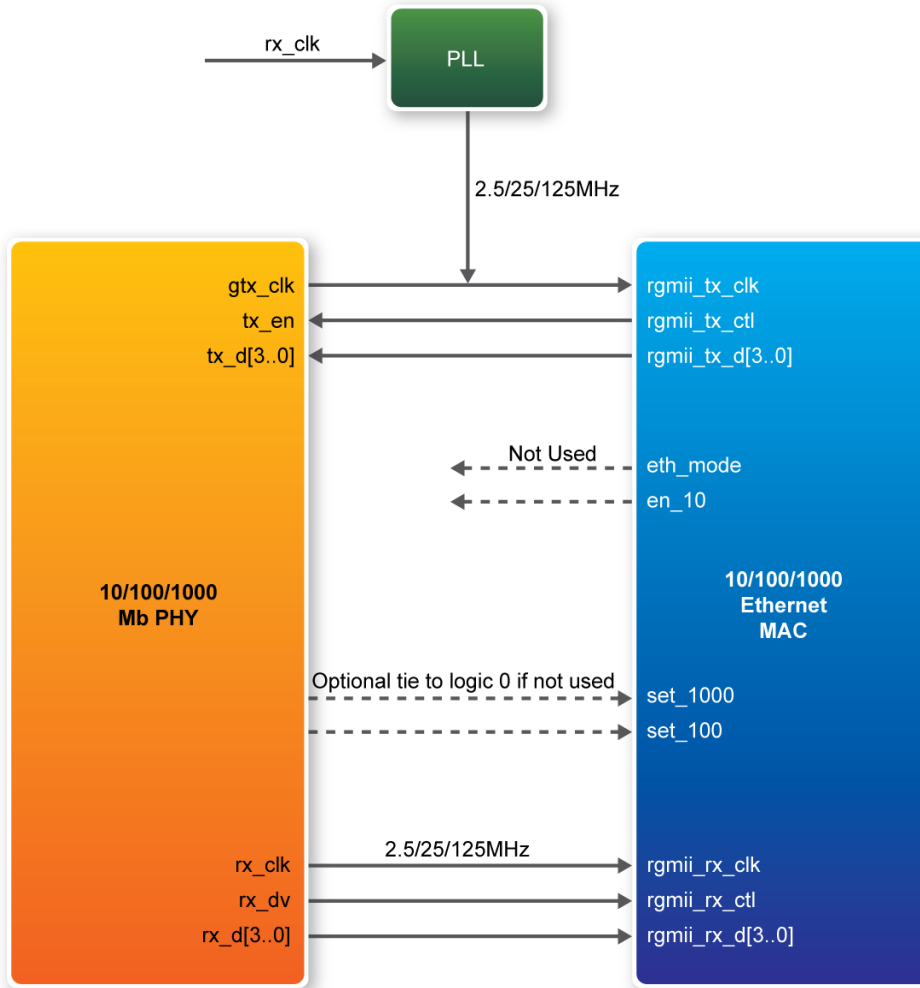 rx_clk
PLL
2.5/25/125MHz
gtx_clk
rgmii_tx_clk
tx_en
rgmii_tx_ctl
tx_d[3..0]
rgmii_tx_d[3..0]
Not Used
eth_mode
en_10
10/100/1000
Mb PHY
10/100/1000
Ethernet
MAC
Optional tie to logic 0 if not used
set_1000
set_100
2.5/25/125MHz
rx_clk
rgmii_rx_clk
rx_dv
rgmii_rx_ctl
rx_d[3..0]
rgmii_rx_d[3..0]